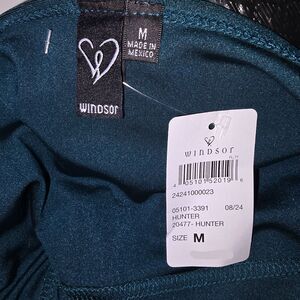 M
MADE IN
MEXICO
WINDSOR
WINDSOR
24241000023
05101-3391 08/24
HUNTER
20477- HUNTER
SIZE M